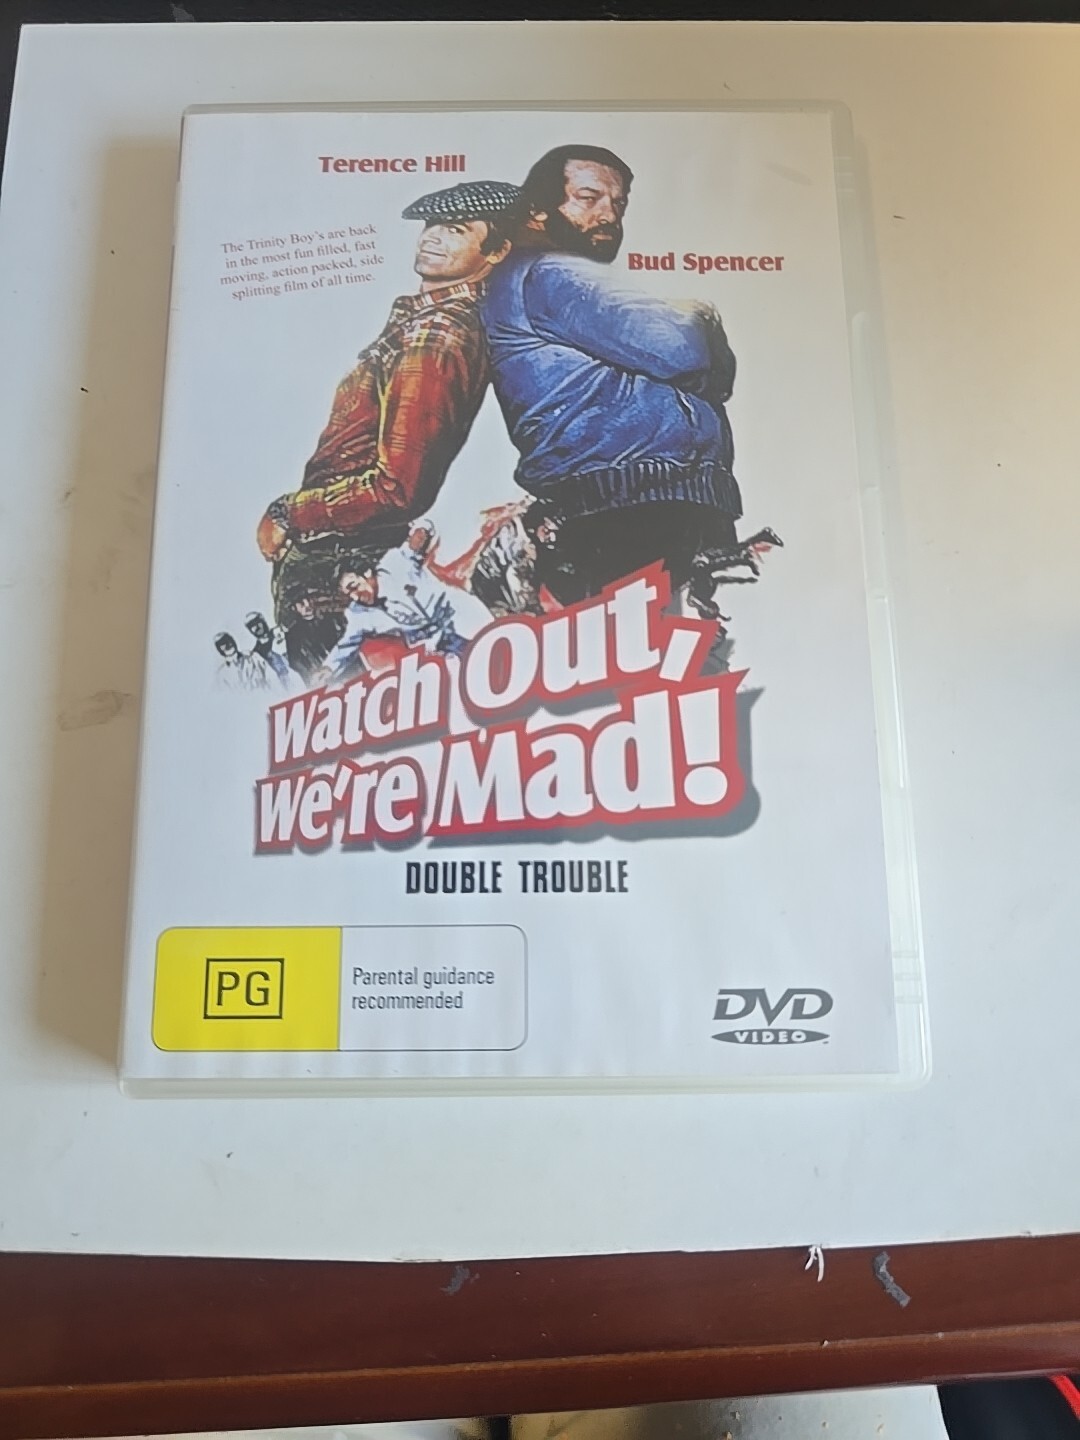 Terence Hill
The Trinity Boy's are back
in the most fun filled, fast
moving, action packed, side
splitting film of all time.
Bud Spencer
Watch Out,
We're Mad!
DOUBLE TROUBLE
PG
Parental guidance
recommended
DVD
VIDEO